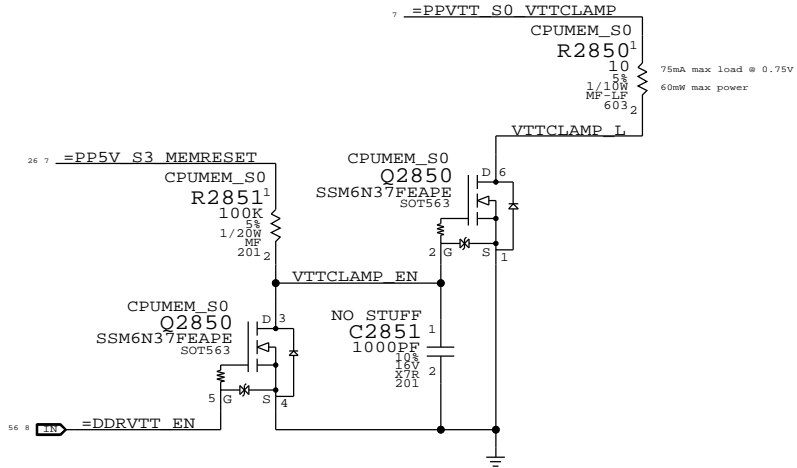 7 =PPVTT_S0_VTTCLAMP
CPUMEM_S0
R2850 1
10
5%
1/10W
MF-LF
603 2
75mA max load @ 0.75V
60mW max power
VTTCLAMP_L
26 7 =PP5V_S3_MEMRESET
CPUMEM_S0
R2851 1
100K
5%
1/20W
MF
201 2
CPUMEM_S0
Q2850
SSM6N37FEAPE
SOT563
D 6
2 G S 1
VTTCLAMP_EN
CPUMEM_S0
Q2850
SSM6N37FEAPE
SOT563
D 3
5 G S 4
NO STUFF
C2851 1
1000PF
10%
16V
X7R
201 2
56 8 IN =DDRVTT_EN